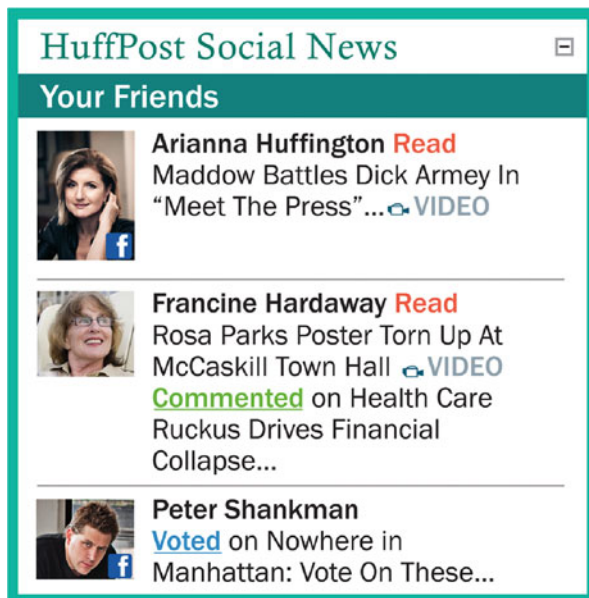 HuffPost Social News
Your Friends
Arianna Huffington Read
Maddow Battles Dick Armey In
“Meet The Press”... VIDEO
f
Francine Hardaway Read
Rosa Parks Poster Torn Up At
McCaskill Town Hall VIDEO
Commented on Health Care
Ruckus Drives Financial
Collapse...
Peter Shankman
Voted on Nowhere in
Manhattan: Vote On These...
f